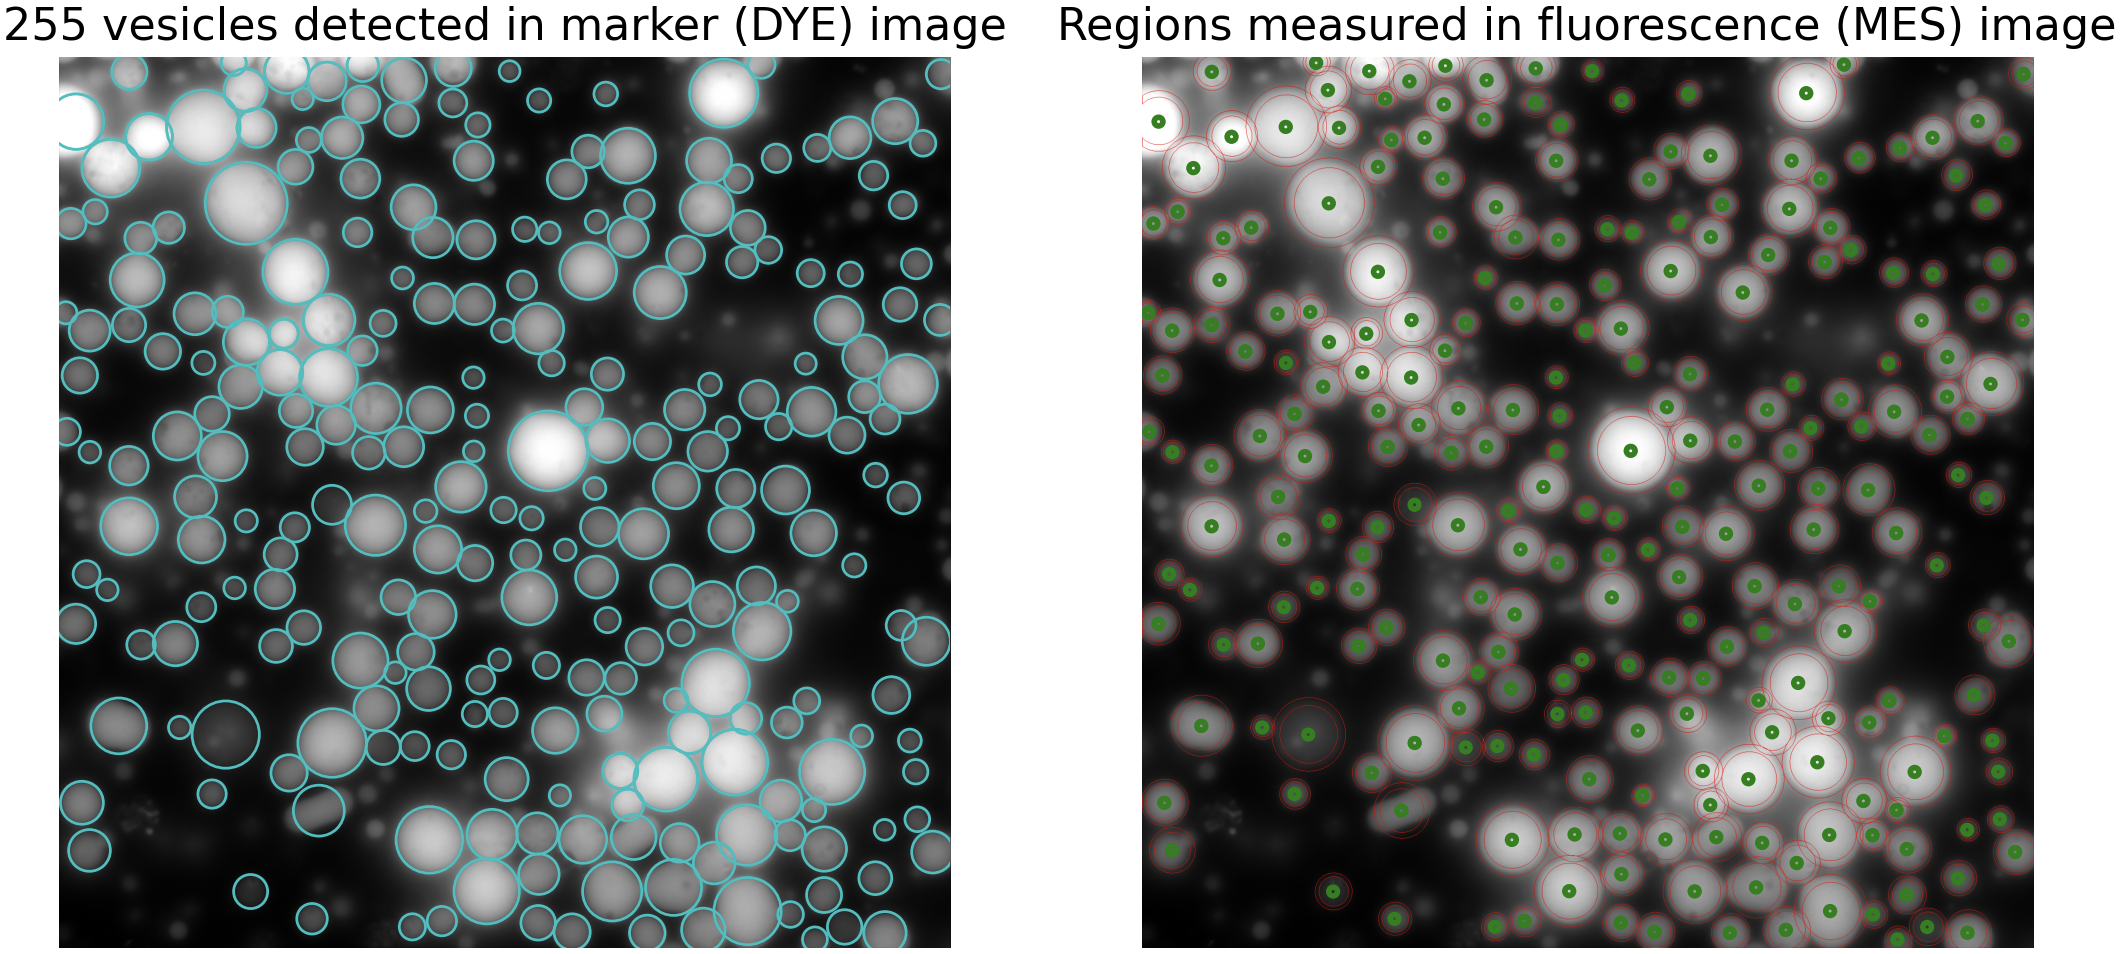 255 vesicles detected in marker (DYE) image
Regions measured in fluorescence (MES) image